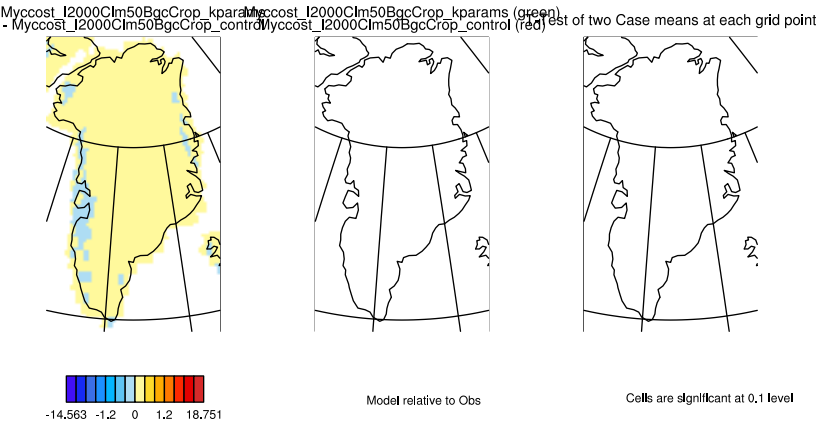 Myccost_I2000Clm50BgcCrop_kparams
- Myccost_I2000Clm50BgcCrop_control
Myccost_I2000Clm50BgcCrop_kparams (green)
Myccost_I2000Clm50BgcCrop_control (red)
T-Test of two Case means at each grid point
-14.563 -1.2 0 1.2 18.751
Model relative to Obs
Cells are significant at 0.1 level